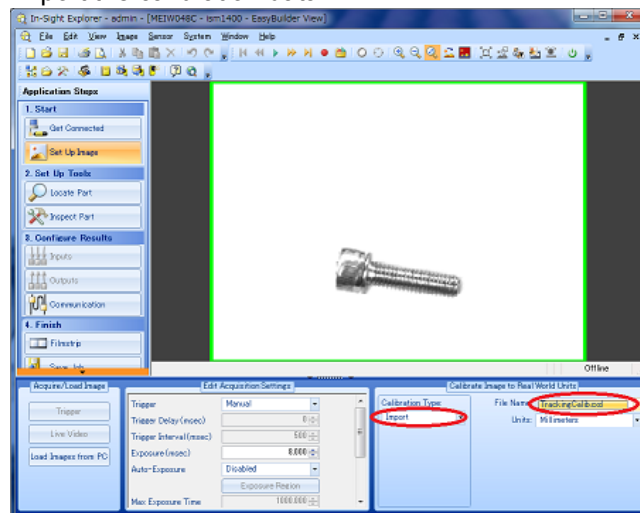 In-Sight Explorer - admin - [MEIW048C - ism1400 - EasyBuilder View]
File Edit View Image Sensor System Window Help
Application Steps
1. Start
Get Connected
Set Up Image
2. Set Up Tools
Locate Part
Inspect Part
3. Configure Results
Inputs
Outputs
Communication
4. Finish
Filmstrip
Save Job
Offline
Acquire/Load Image
Trigger
Live Video
Load Images from PC
Edit Acquisition Settings
Trigger Manual
Trigger Delay (msec) 0
Trigger Interval (msec) 500
Exposure (msec) 8.000
Auto-Exposure Disabled
Exposure Region
Max Exposure Time 1000.000
Calibrate Image to Real World Units
Calibration Type:
Import
File Name: TrackingCalib.cxd
Units: Millimeters